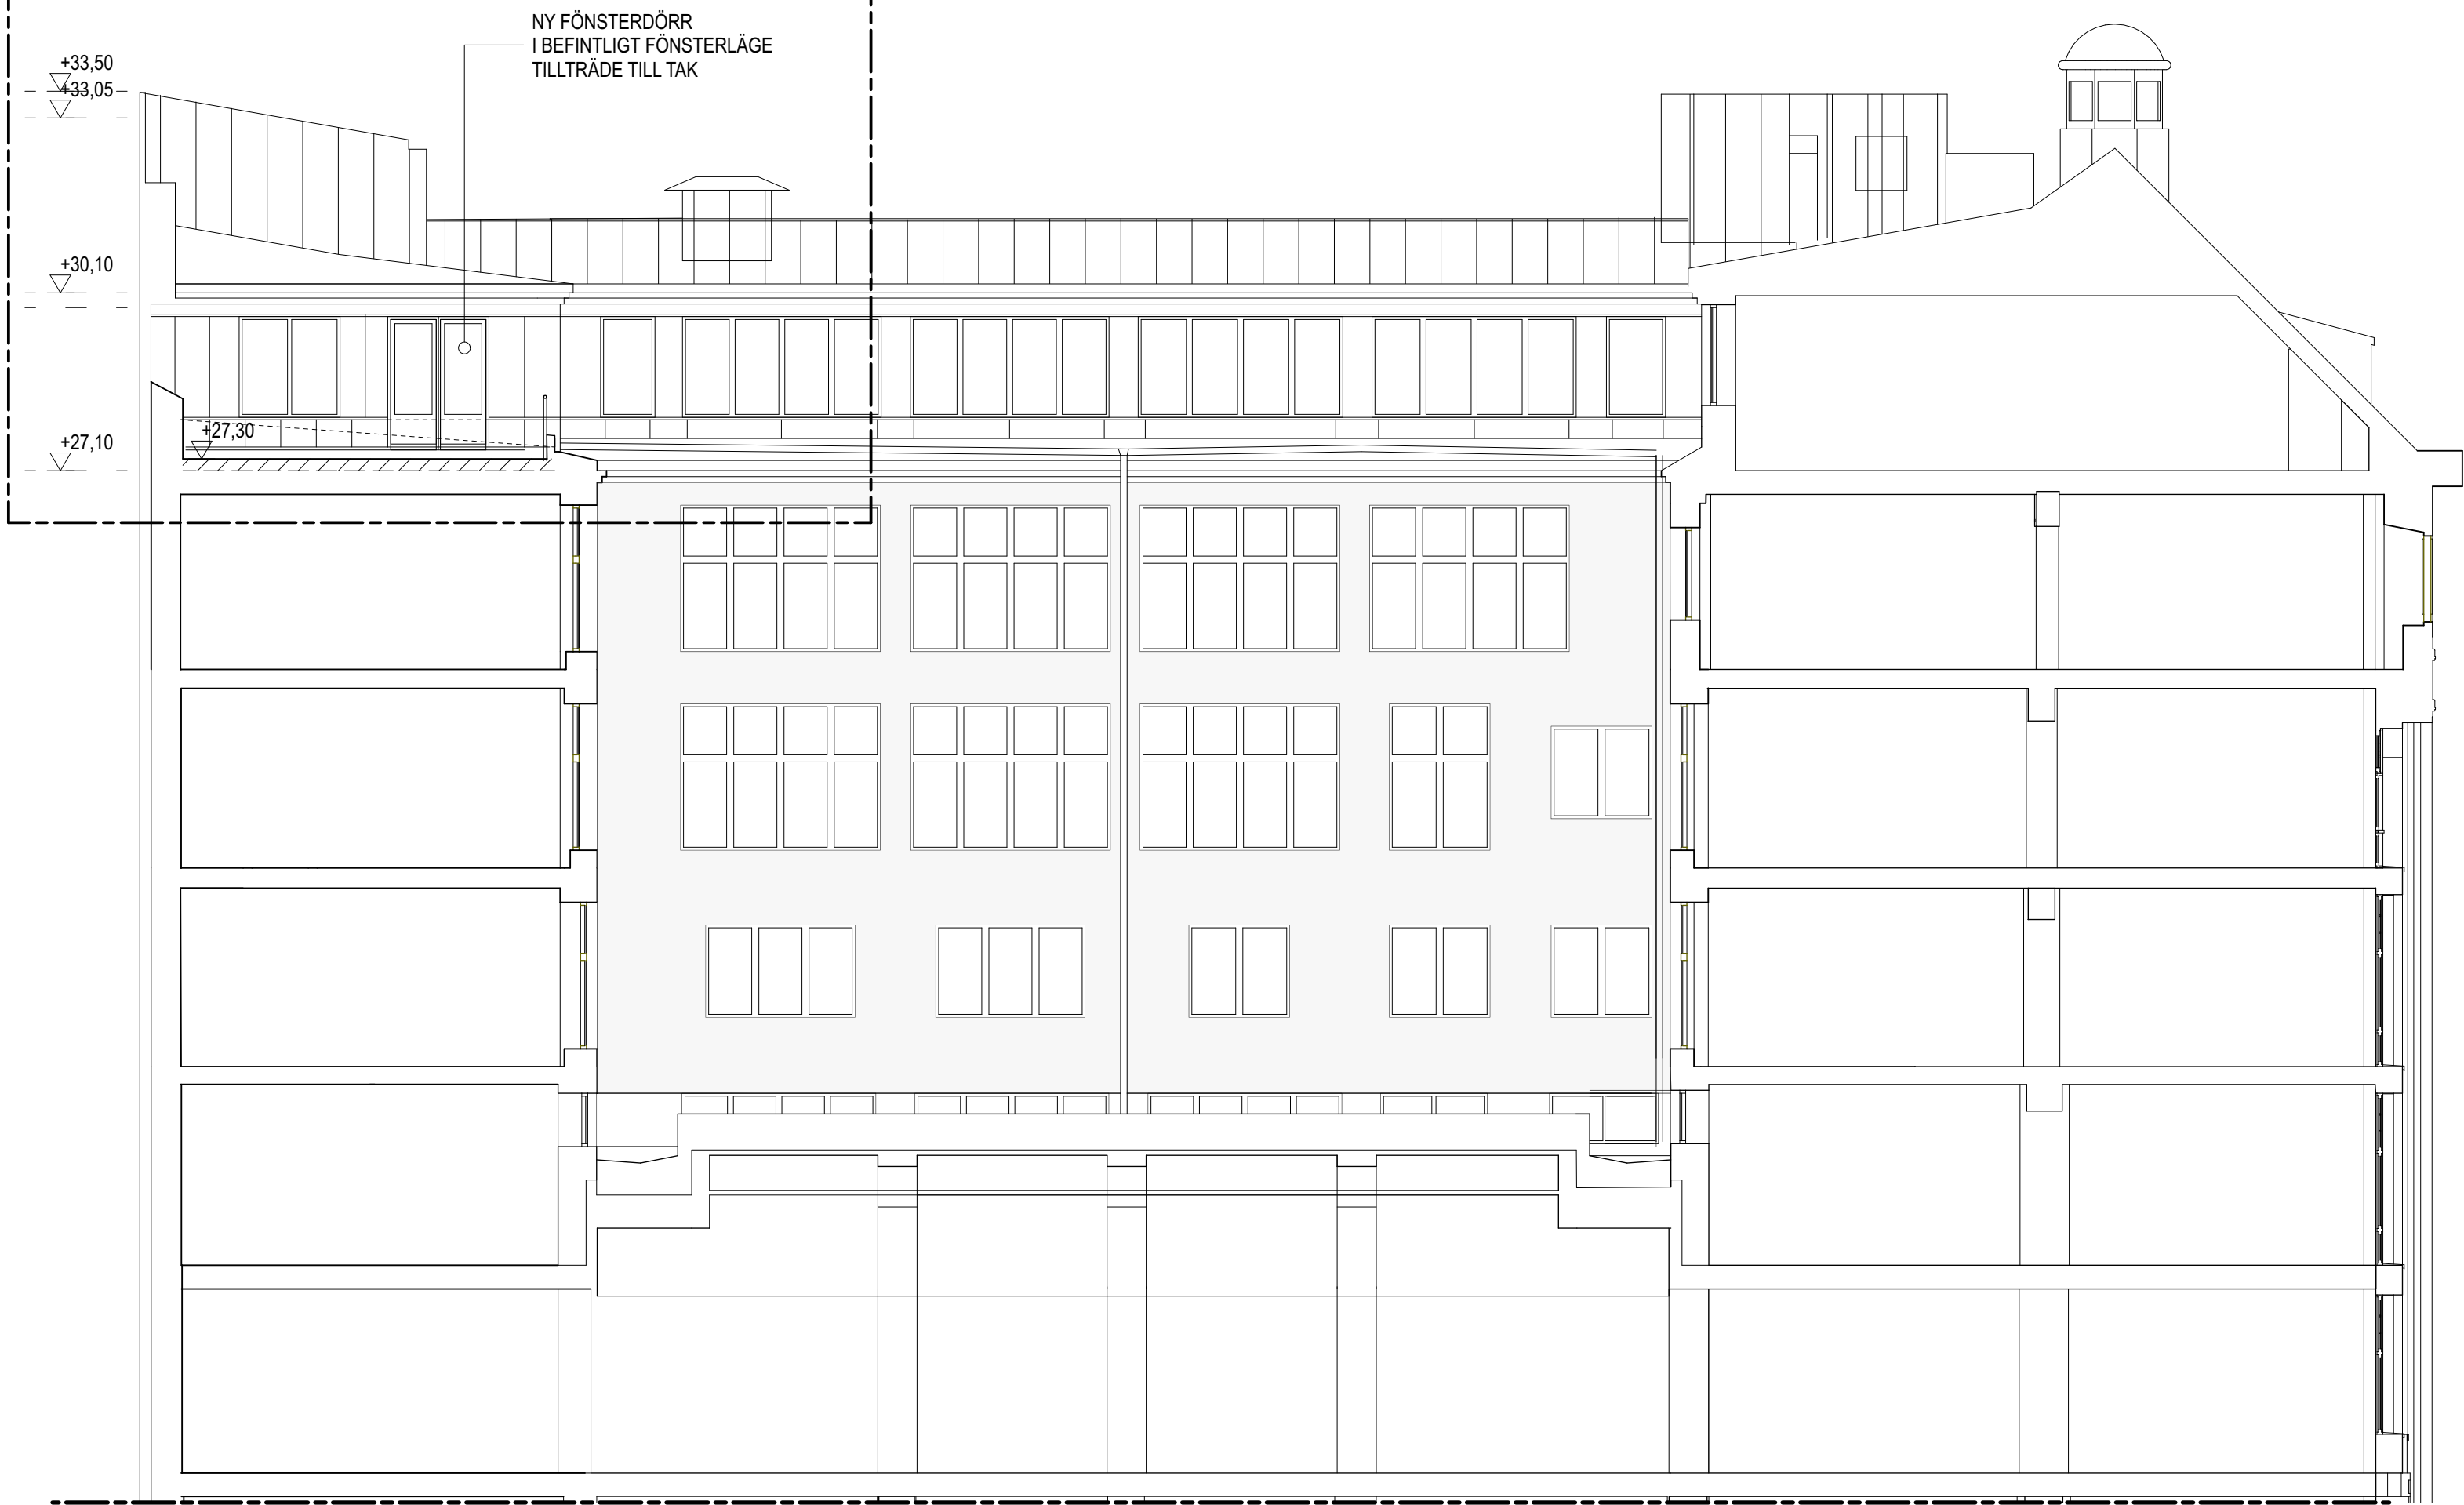 NY FÖNSTERDÖRR
I BEFINTLIGT FÖNSTERLÄGE
TILLTRÄDE TILL TAK
+33,50
+33,05
+30,10
+27,30
+27,10